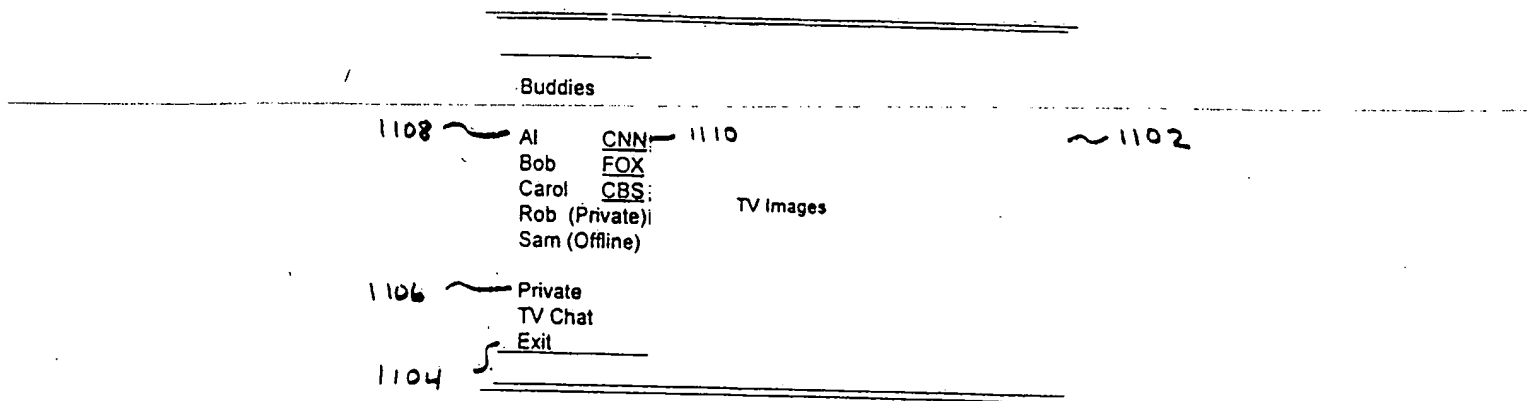 Buddies
1108 Al CNN 1110 1102
Bob FOX
Carol CBS
TV Images
Rob (Private)
Sam (Offline)
1106 Private
TV Chat
Exit
1104